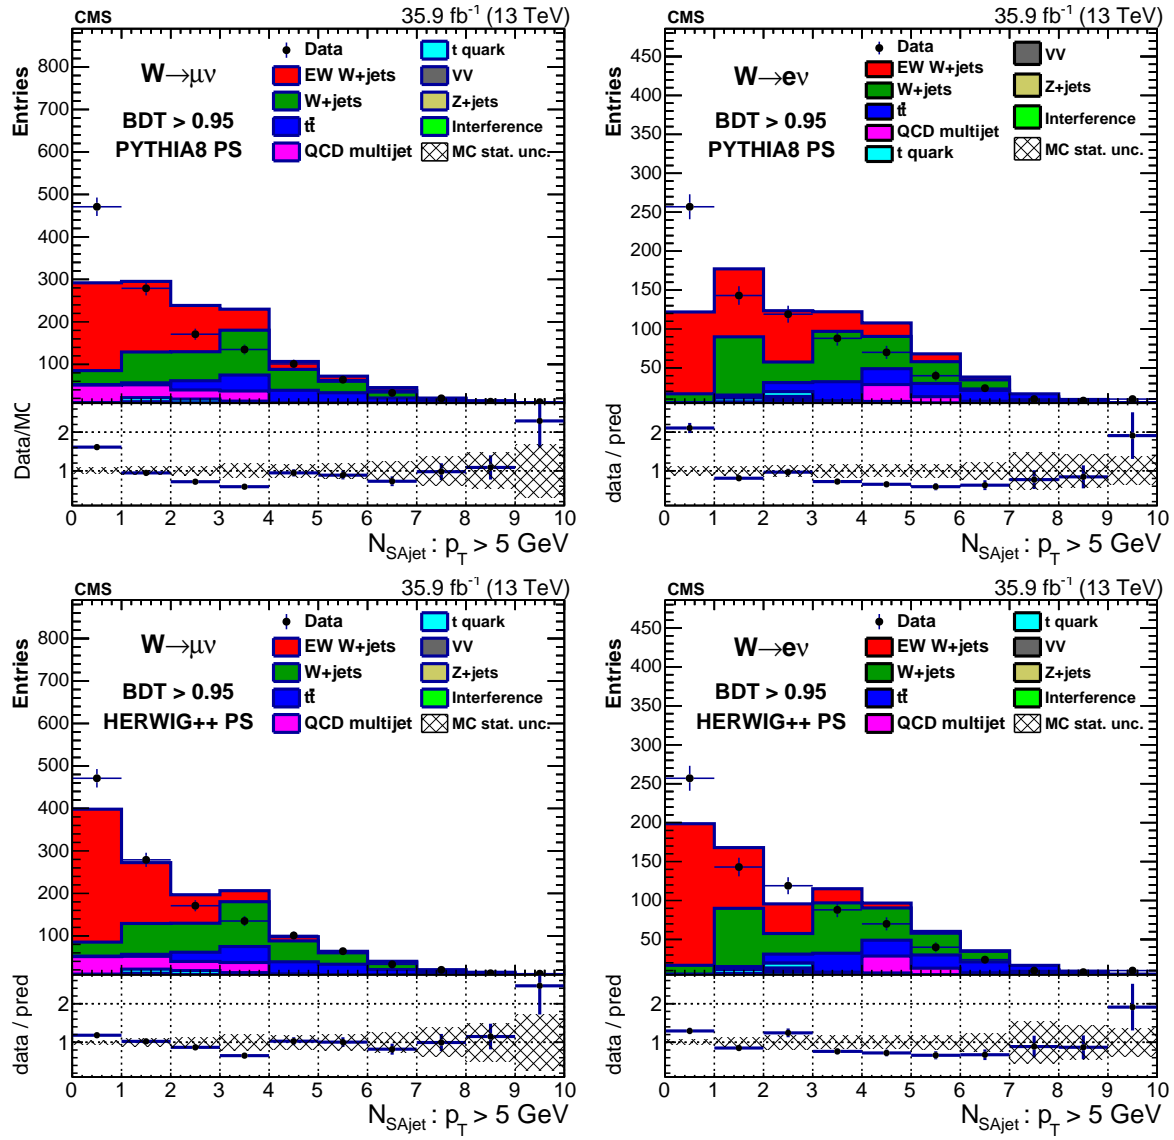 CMS 35.9 fb⁻¹ (13 TeV)
Entries
800
700
600
500
400
300
200
100
W→μν
BDT > 0.95
PYTHIA8 PS
Data
EW W+jets
W+jets
tt̄
QCD multijet
t quark
VV
Z+jets
Interference
MC stat. unc.
Data/MC
2
1
0 1 2 3 4 5 6 7 8 9 10
N_SAjet : p_T > 5 GeV
CMS 35.9 fb⁻¹ (13 TeV)
Entries
450
400
350
300
250
200
150
100
50
W→eν
BDT > 0.95
PYTHIA8 PS
Data
EW W+jets
W+jets
tt̄
QCD multijet
t quark
VV
Z+jets
Interference
MC stat. unc.
data / pred
2
1
0 1 2 3 4 5 6 7 8 9 10
N_SAjet : p_T > 5 GeV
CMS 35.9 fb⁻¹ (13 TeV)
Entries
800
700
600
500
400
300
200
100
W→μν
BDT > 0.95
HERWIG++ PS
Data
EW W+jets
W+jets
tt̄
QCD multijet
t quark
VV
Z+jets
Interference
MC stat. unc.
data / pred
2
1
0 1 2 3 4 5 6 7 8 9 10
N_SAjet : p_T > 5 GeV
CMS 35.9 fb⁻¹ (13 TeV)
Entries
450
400
350
300
250
200
150
100
50
W→eν
BDT > 0.95
HERWIG++ PS
Data
EW W+jets
W+jets
tt̄
QCD multijet
t quark
VV
Z+jets
Interference
MC stat. unc.
data / pred
2
1
0 1 2 3 4 5 6 7 8 9 10
N_SAjet : p_T > 5 GeV